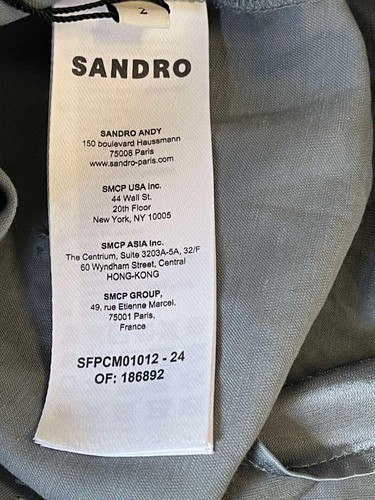 2
SANDRO
SANDRO ANDY
150 boulevard Haussmann
75008 Paris
www.sandro-paris.com
SMCP USA Inc.
44 Wall St.
20th Floor
New York, NY 10005
SMCP ASIA Inc.
The Centrium, Suite 3203A-5A, 32/F
60 Wyndham Street, Central
HONG-KONG
SMCP GROUP,
49, rue Etienne Marcel.
75001 Paris,
France
SFPCM01012 - 24
OF: 186892